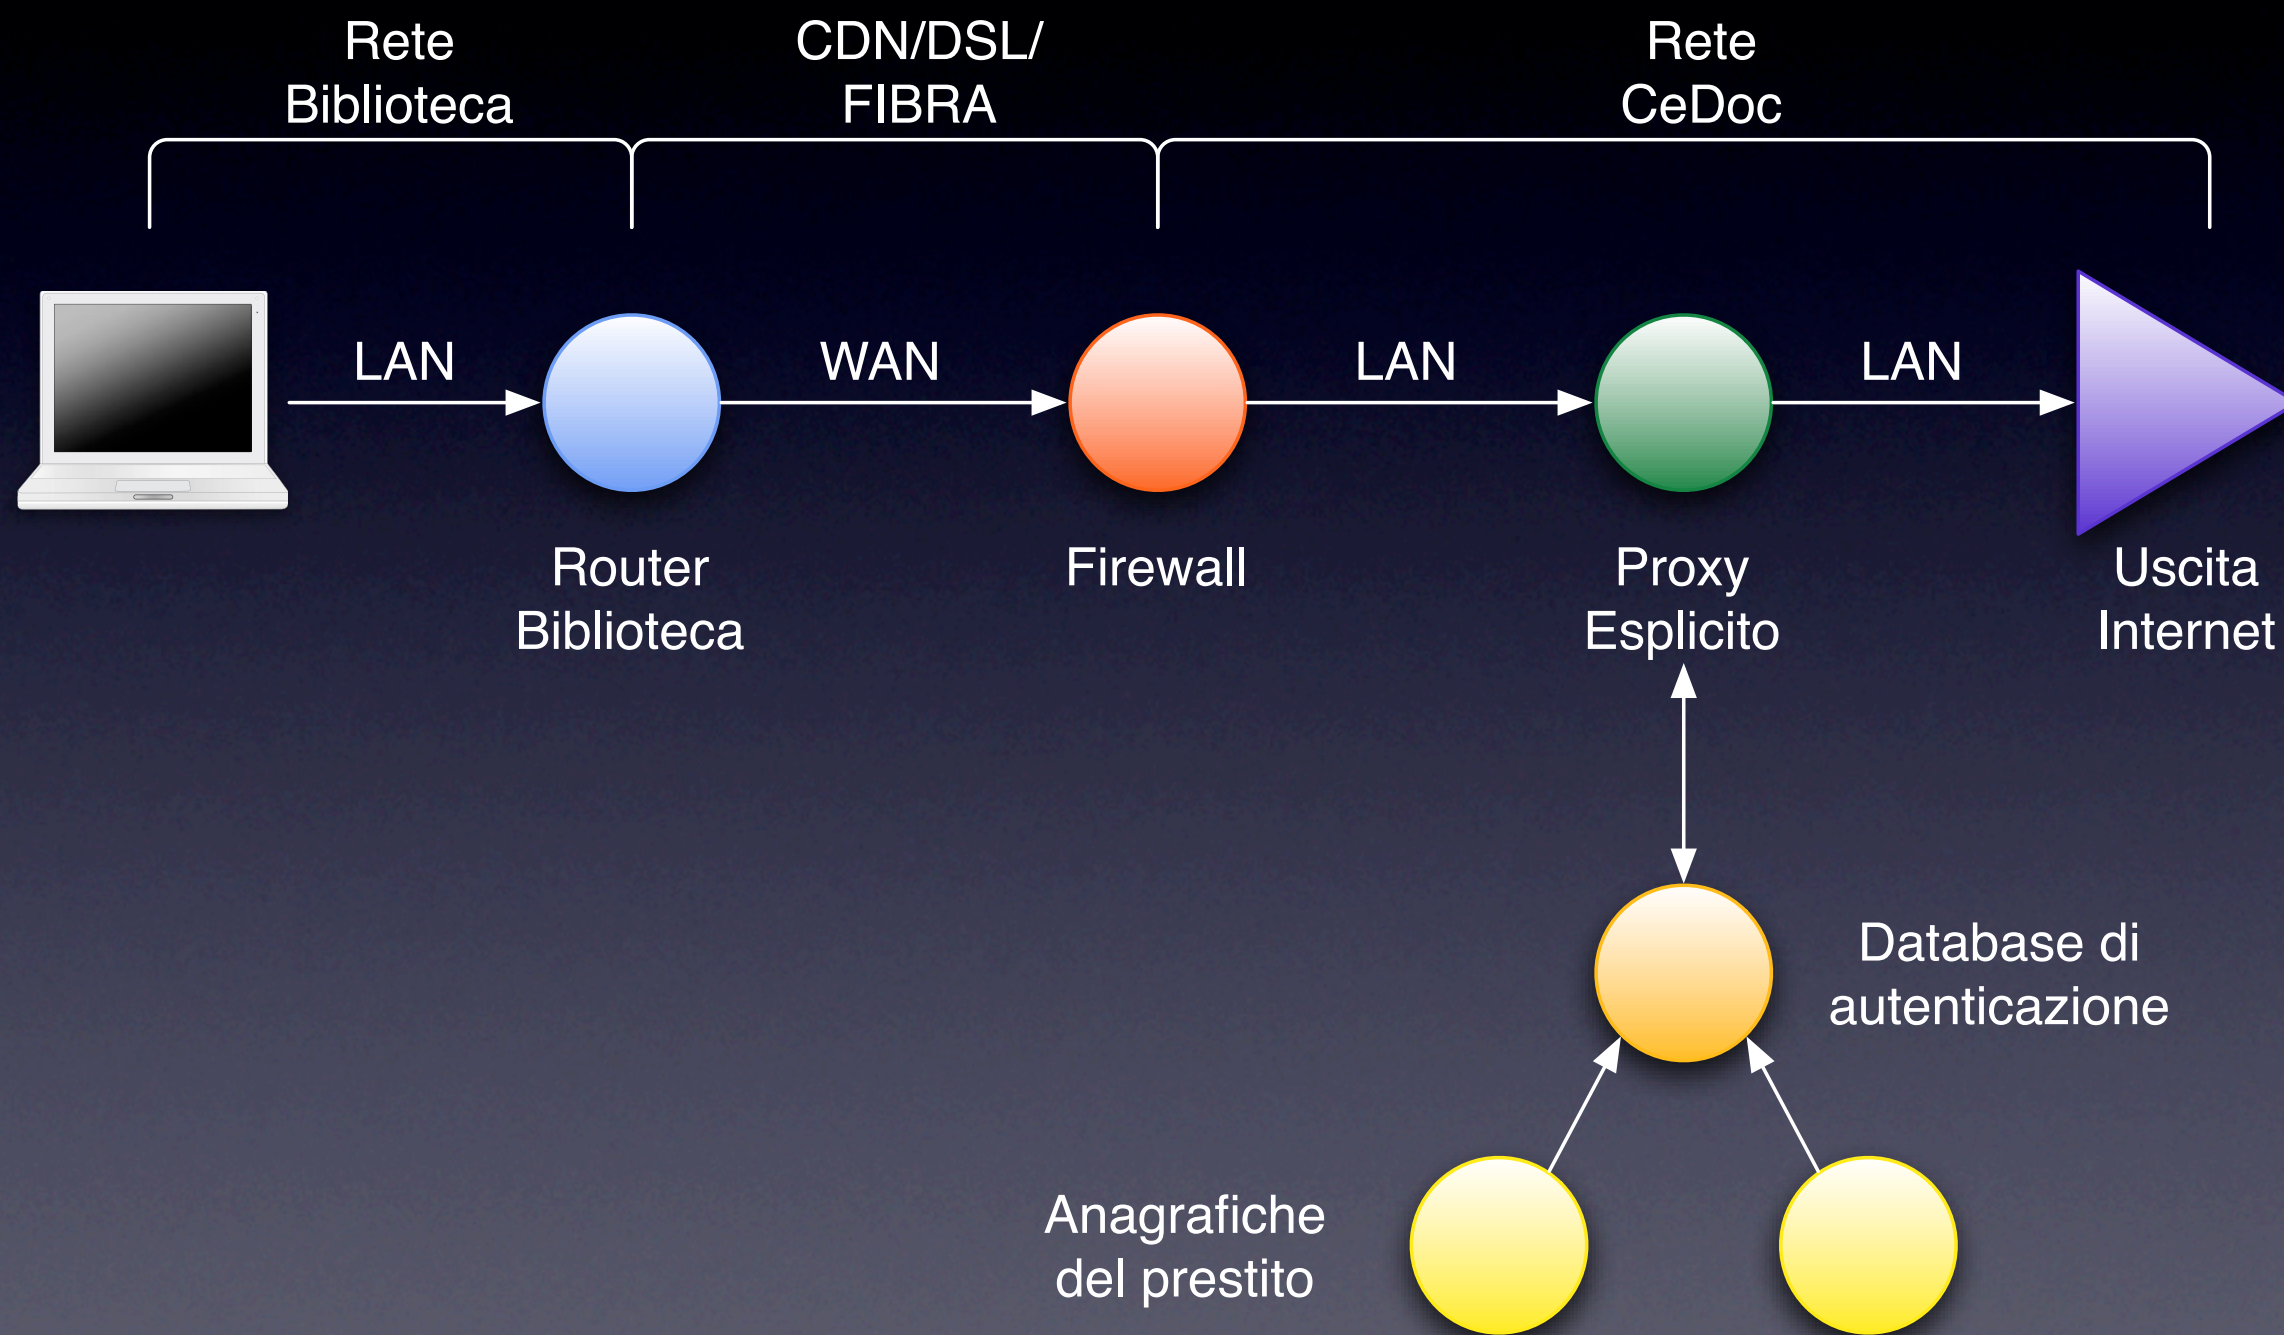 Rete
Biblioteca
CDN/DSL/
FIBRA
Rete
CeDoc
LAN
WAN
LAN
LAN
Router
Biblioteca
Firewall
Proxy
Esplicito
Uscita
Internet
Database di
autenticazione
Anagrafiche
del prestito